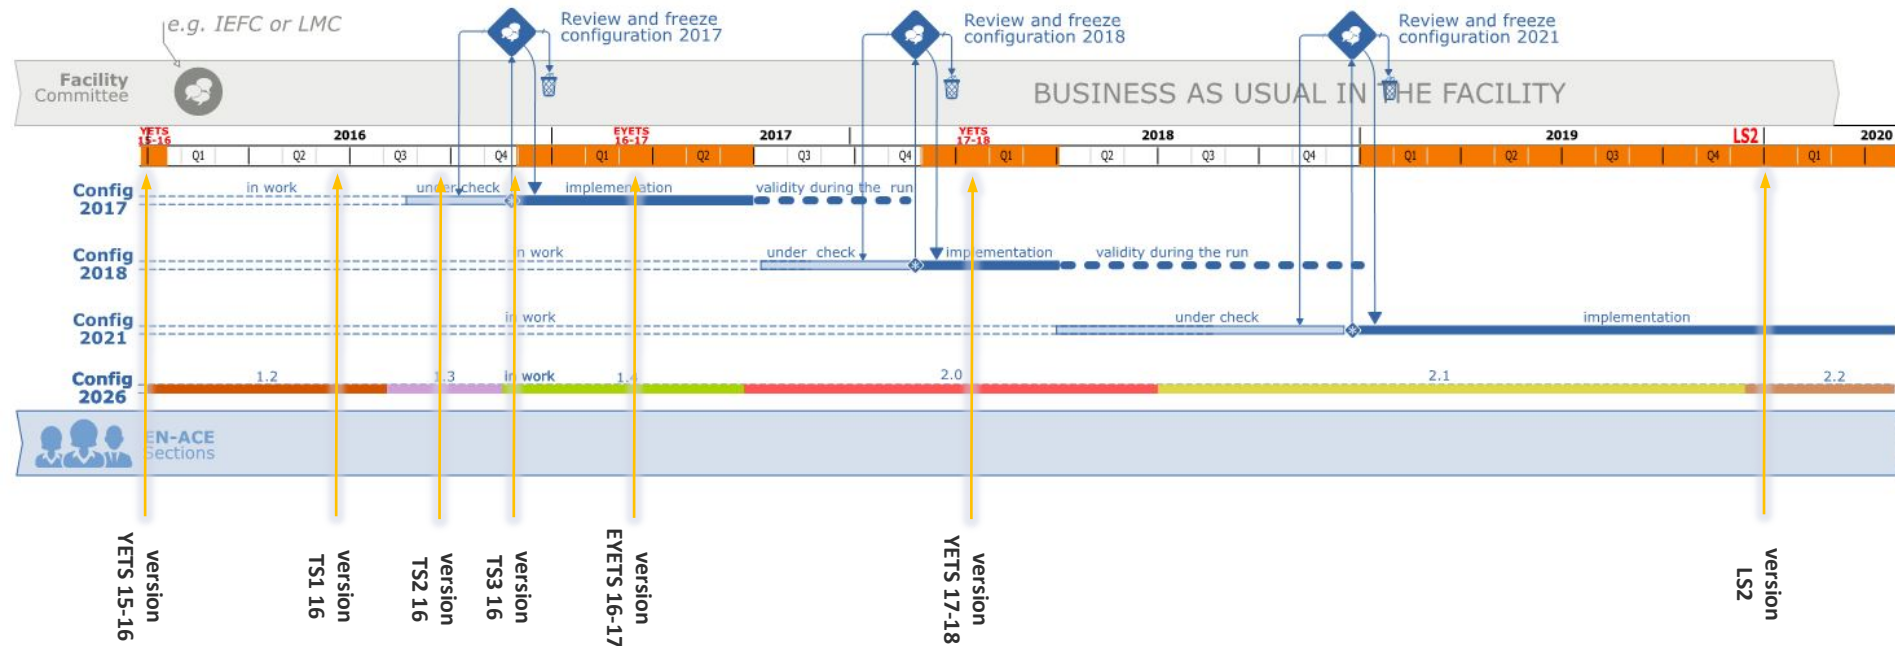 e.g. IEFC or LMC
Review and freeze
configuration 2017
Review and freeze
configuration 2018
Review and freeze
configuration 2021
Facility
Committee
BUSINESS AS USUAL IN THE FACILITY
YETS
15-16
2016
EYETS
16-17
2017
YETS
17-18
2018
2019
LS2
2020
Q1 Q2 Q3 Q4 Q1 Q2 Q3 Q4 Q1 Q2 Q3 Q4 Q1 Q2 Q3 Q4 Q1
Config
2017
in work
under check
implementation
validity during the run
Config
2018
in work
under check
implementation
validity during the run
Config
2021
in work
under check
implementation
Config
2026
1.2
1.3
in work
1.4
2.0
2.1
2.2
EN-ACE
Sections
version
YETS 15-16
version
TS1 16
version
TS2 16
version
TS3 16
version
EYETS 16-17
version
YETS 17-18
version
LS2